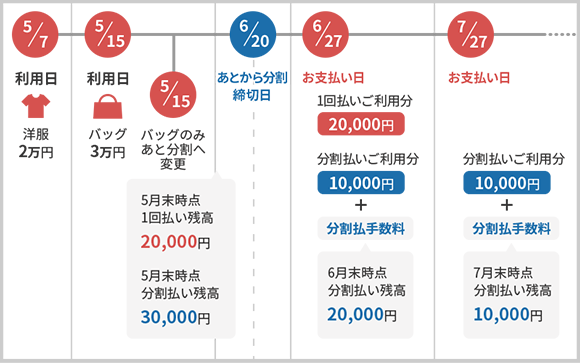 5/7
利用日
洋服
2万円
5/15
利用日
バッグ
3万円
5/15
バッグのみ
あと分割へ
変更
5月末時点
1回払い残高
20,000円
5月末時点
分割払い残高
30,000円
6/20
あとから分割
締切日
6/27
お支払い日
1回払いご利用分
20,000円
分割払いご利用分
10,000円
+
分割払手数料
6月末時点
分割払い残高
20,000円
7/27
お支払い日
分割払いご利用分
10,000円
+
分割払手数料
7月末時点
分割払い残高
10,000円